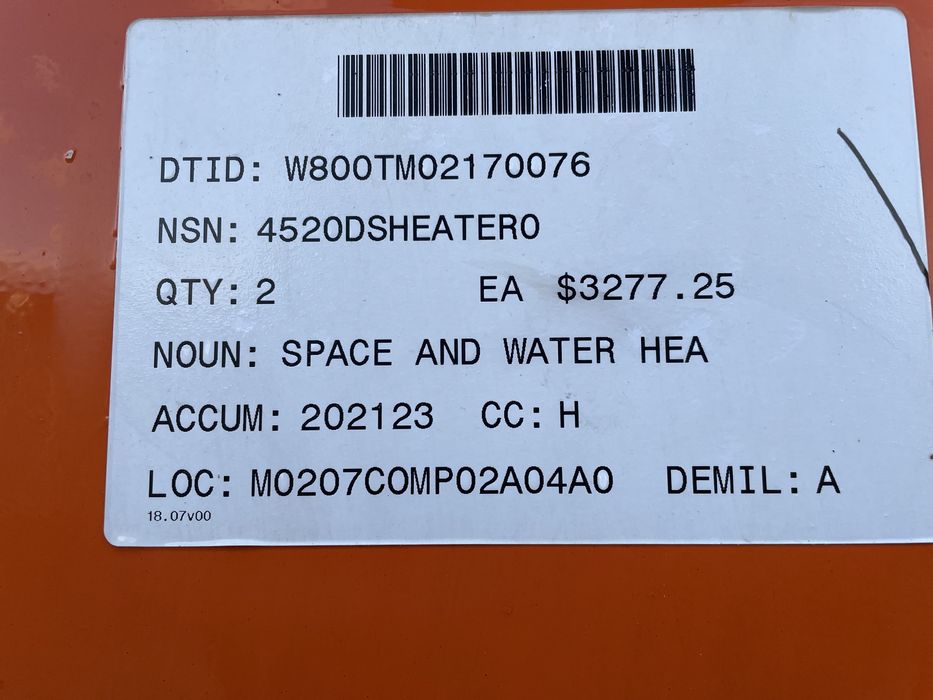 DTID: W800TM02170076
NSN: 4520DSHEATER0
QTY: 2 EA $3277.25
NOUN: SPACE AND WATER HEA
ACCUM: 202123 CC: H
LOC: M0207COMP02A04A0 DEMIL: A
18.07v00